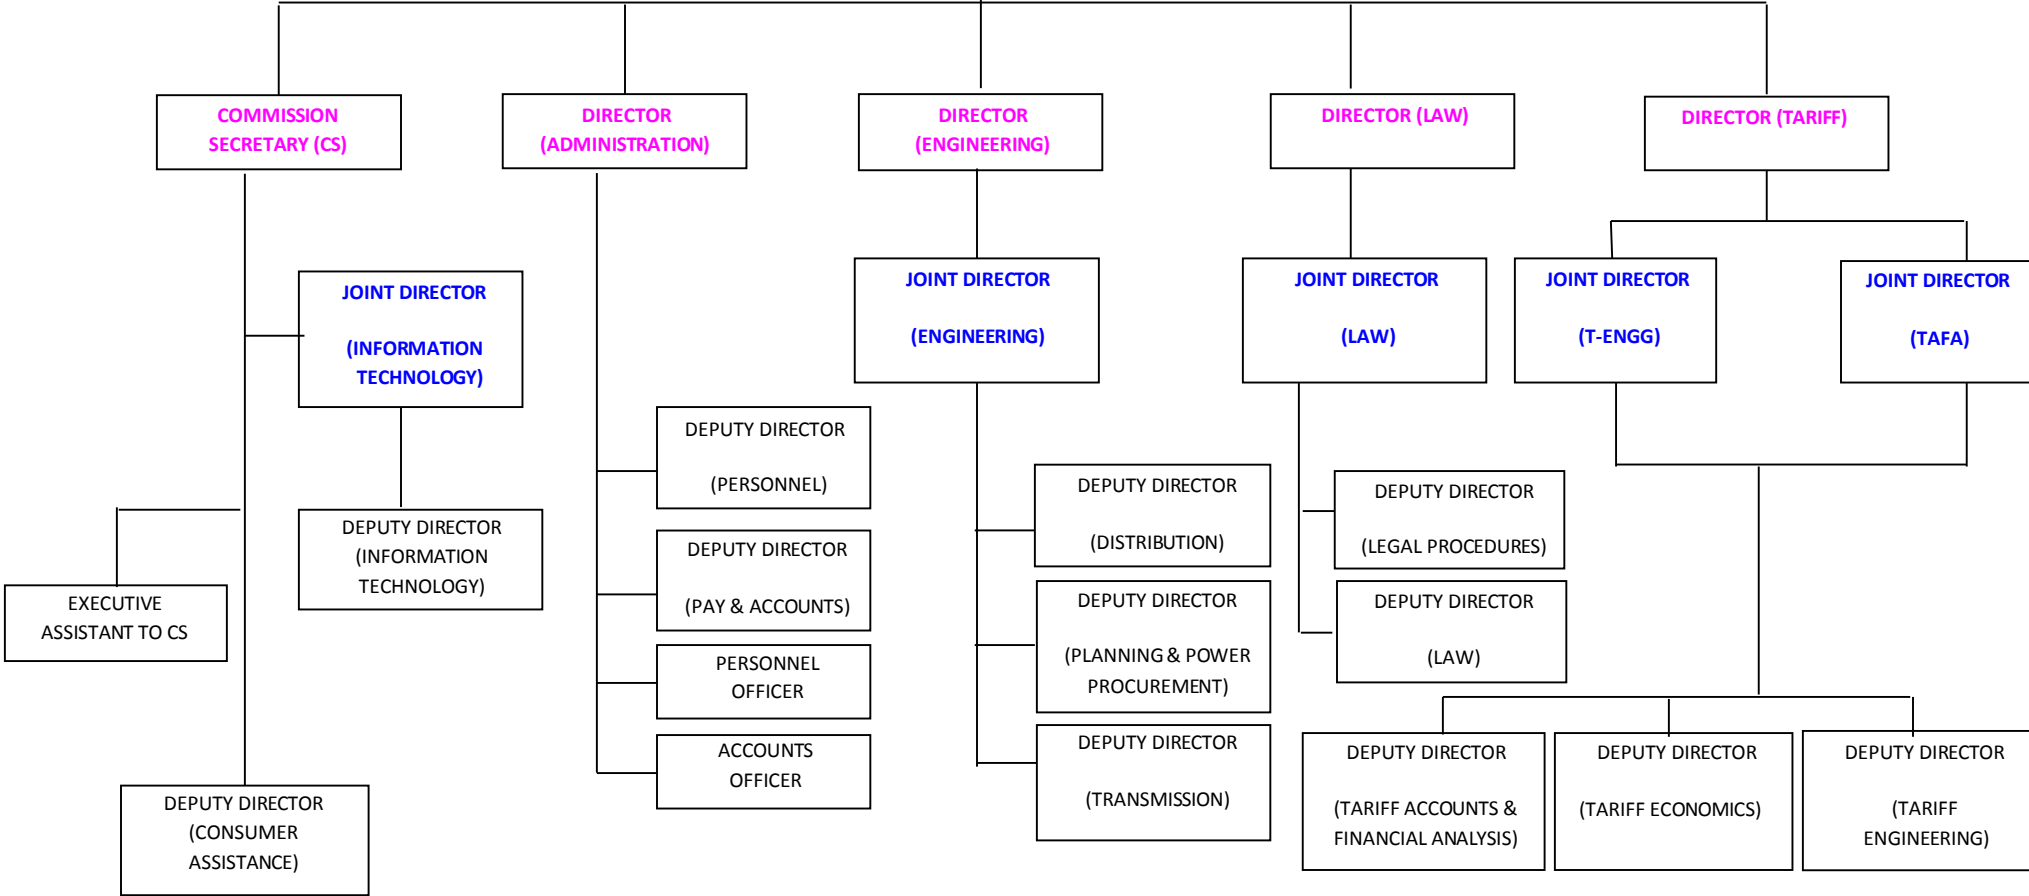 COMMISSION
SECRETARY (CS)
DIRECTOR
(ADMINISTRATION)
DIRECTOR
(ENGINEERING)
DIRECTOR (LAW)
DIRECTOR (TARIFF)
JOINT DIRECTOR
(INFORMATION
TECHNOLOGY)
JOINT DIRECTOR
(ENGINEERING)
JOINT DIRECTOR
(LAW)
JOINT DIRECTOR
(T-ENGG)
JOINT DIRECTOR
(TAFA)
DEPUTY DIRECTOR
(PERSONNEL)
DEPUTY DIRECTOR
(DISTRIBUTION)
DEPUTY DIRECTOR
(LEGAL PROCEDURES)
DEPUTY DIRECTOR
(INFORMATION
TECHNOLOGY)
DEPUTY DIRECTOR
(PAY & ACCOUNTS)
EXECUTIVE
ASSISTANT TO CS
DEPUTY DIRECTOR
(PLANNING & POWER
PROCUREMENT)
DEPUTY DIRECTOR
(LAW)
PERSONNEL
OFFICER
ACCOUNTS
OFFICER
DEPUTY DIRECTOR
(TRANSMISSION)
DEPUTY DIRECTOR
(TARIFF ACCOUNTS &
FINANCIAL ANALYSIS)
DEPUTY DIRECTOR
(TARIFF ECONOMICS)
DEPUTY DIRECTOR
(TARIFF
ENGINEERING)
DEPUTY DIRECTOR
(CONSUMER
ASSISTANCE)